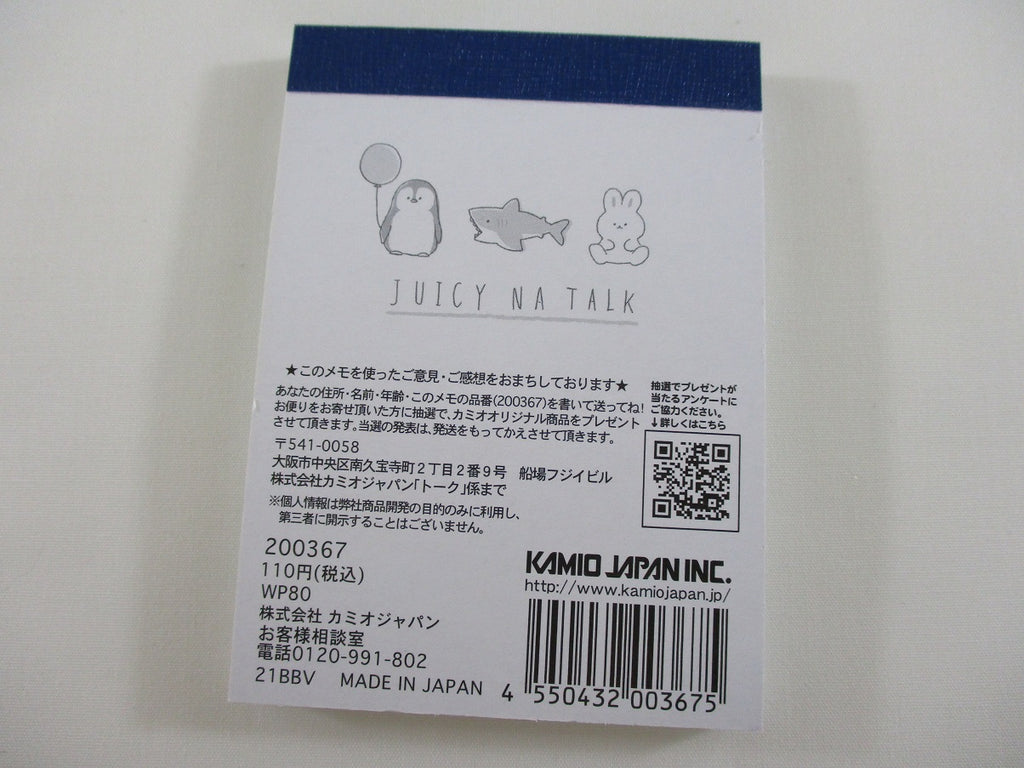 JUICY NA TALK
★このメモを使ったご意見・ご感想をおまちしております★
あなたの住所・名前・年齢・このメモの品番(200367)を書いて送ってね!
お便りをお寄せ頂いた方に抽選で、カミオオリジナル商品をプレゼント
させて頂きます。当選の発表は、発送をもってかえさせて頂きます。
〒541-0058
大阪市中央区南久宝寺町2丁目2番9号 船場フジイビル
株式会社カミオジャパン「トーク」係まで
※個人情報は弊社商品開発の目的のみに利用し、
第三者に開示することはございません。
抽選でプレゼントが
当たるアンケートに
ご協力ください。
↓詳しくはこちら
200367
110円(税込)
WP80
株式会社 カミオジャパン
お客様相談室
電話0120-991-802
21BBV MADE IN JAPAN
KAMIO JAPAN INC.
http://www.kamiojapan.jp/
4 550432 003675